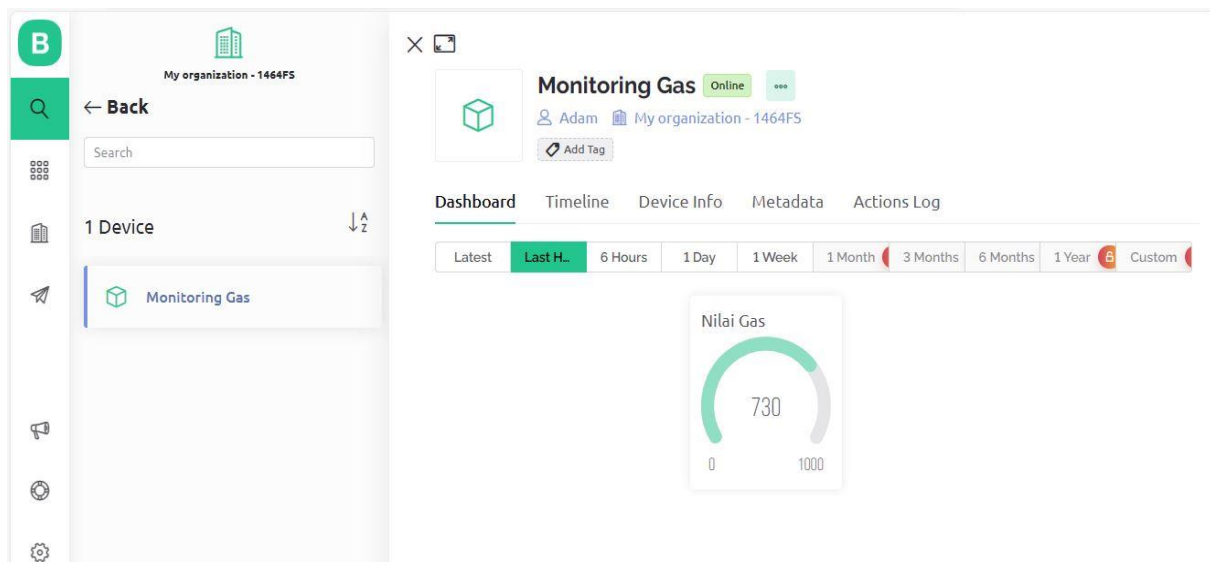 B
My organization - 1464FS
← Back
Search
1 Device
A
Z
Monitoring Gas
Monitoring Gas Online
Adam My organization - 1464FS
Add Tag
Dashboard Timeline Device Info Metadata Actions Log
Latest Last H... 6 Hours 1 Day 1 Week 1 Month 3 Months 6 Months 1 Year Custom
Nilai Gas
730
0 1000